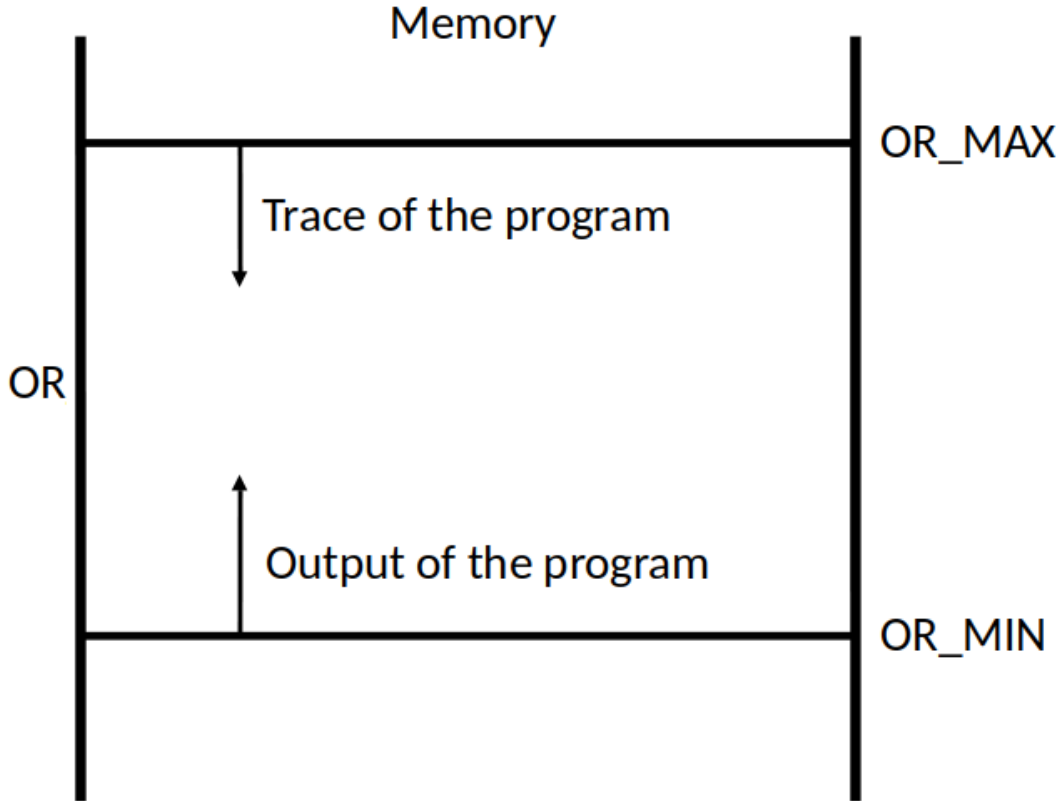 Memory
OR_MAX
Trace of the program
OR
Output of the program
OR_MIN